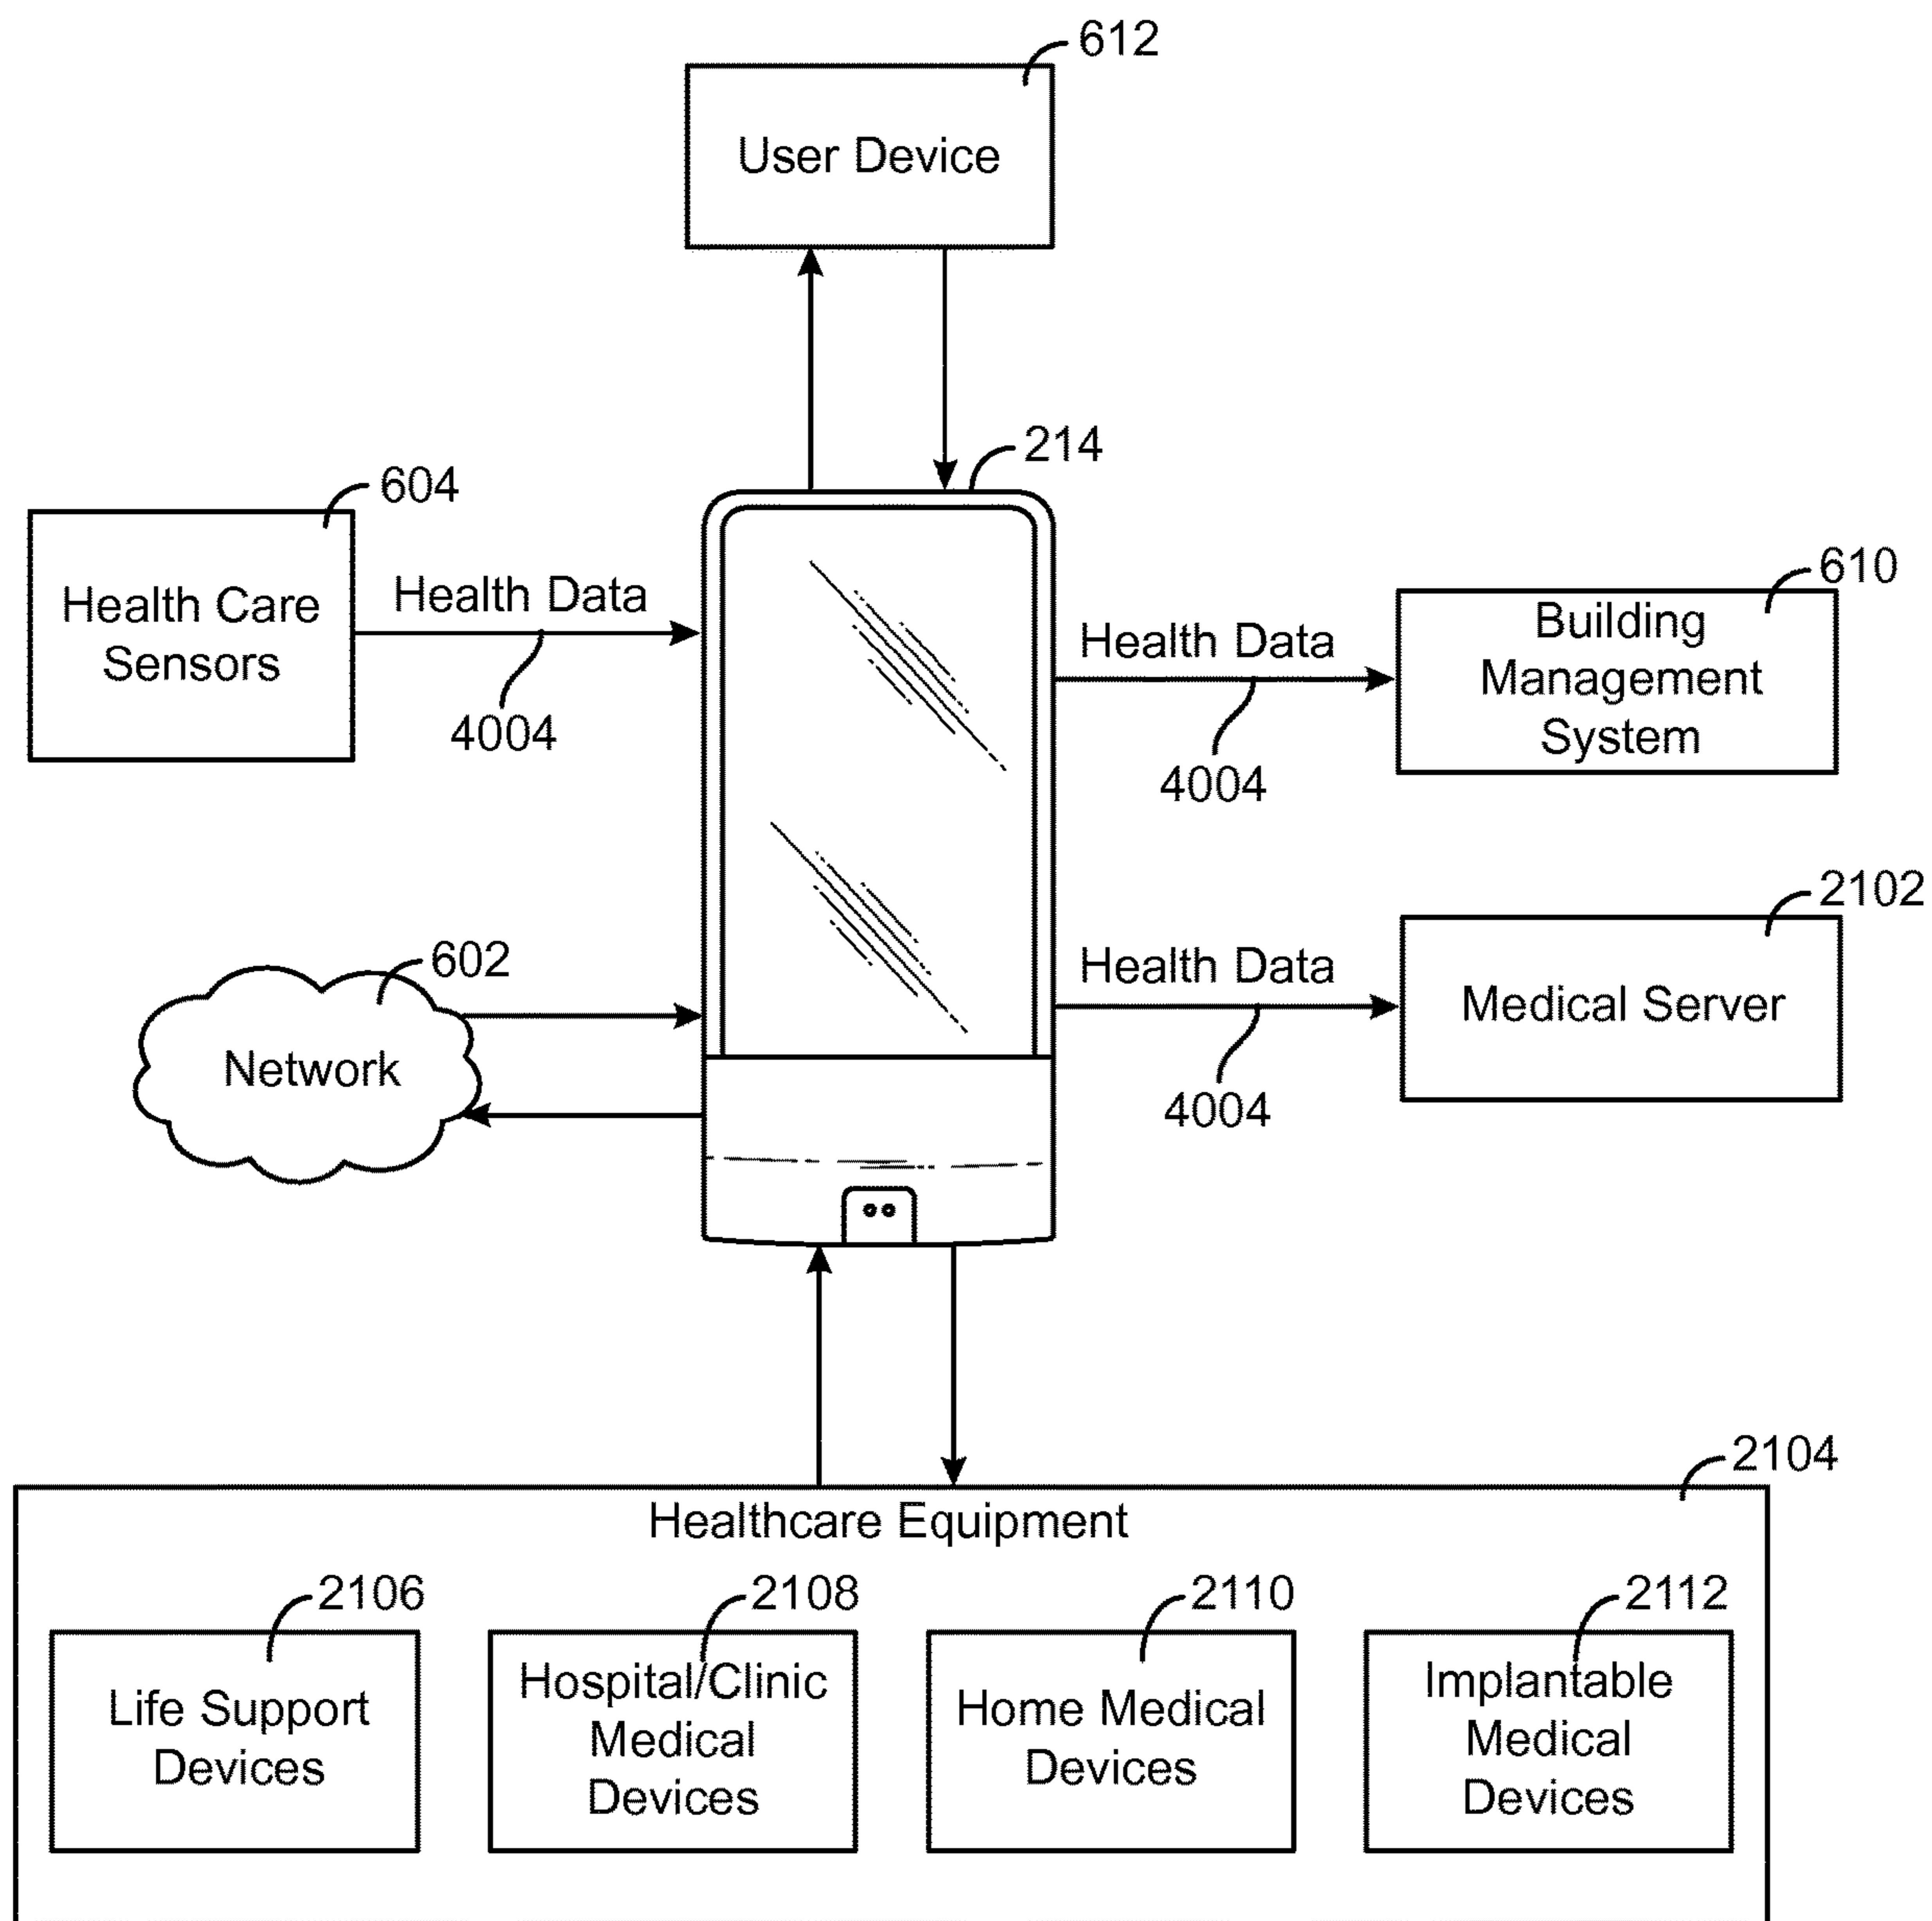 612
User Device
214
604
Health Care
Sensors
Health Data
4004
610
Building
Management
System
Health Data
4004
602
Network
2102
Medical Server
Health Data
4004
2104
Healthcare Equipment
2106
Life Support
Devices
2108
Hospital/Clinic
Medical
Devices
2110
Home Medical
Devices
2112
Implantable
Medical
Devices